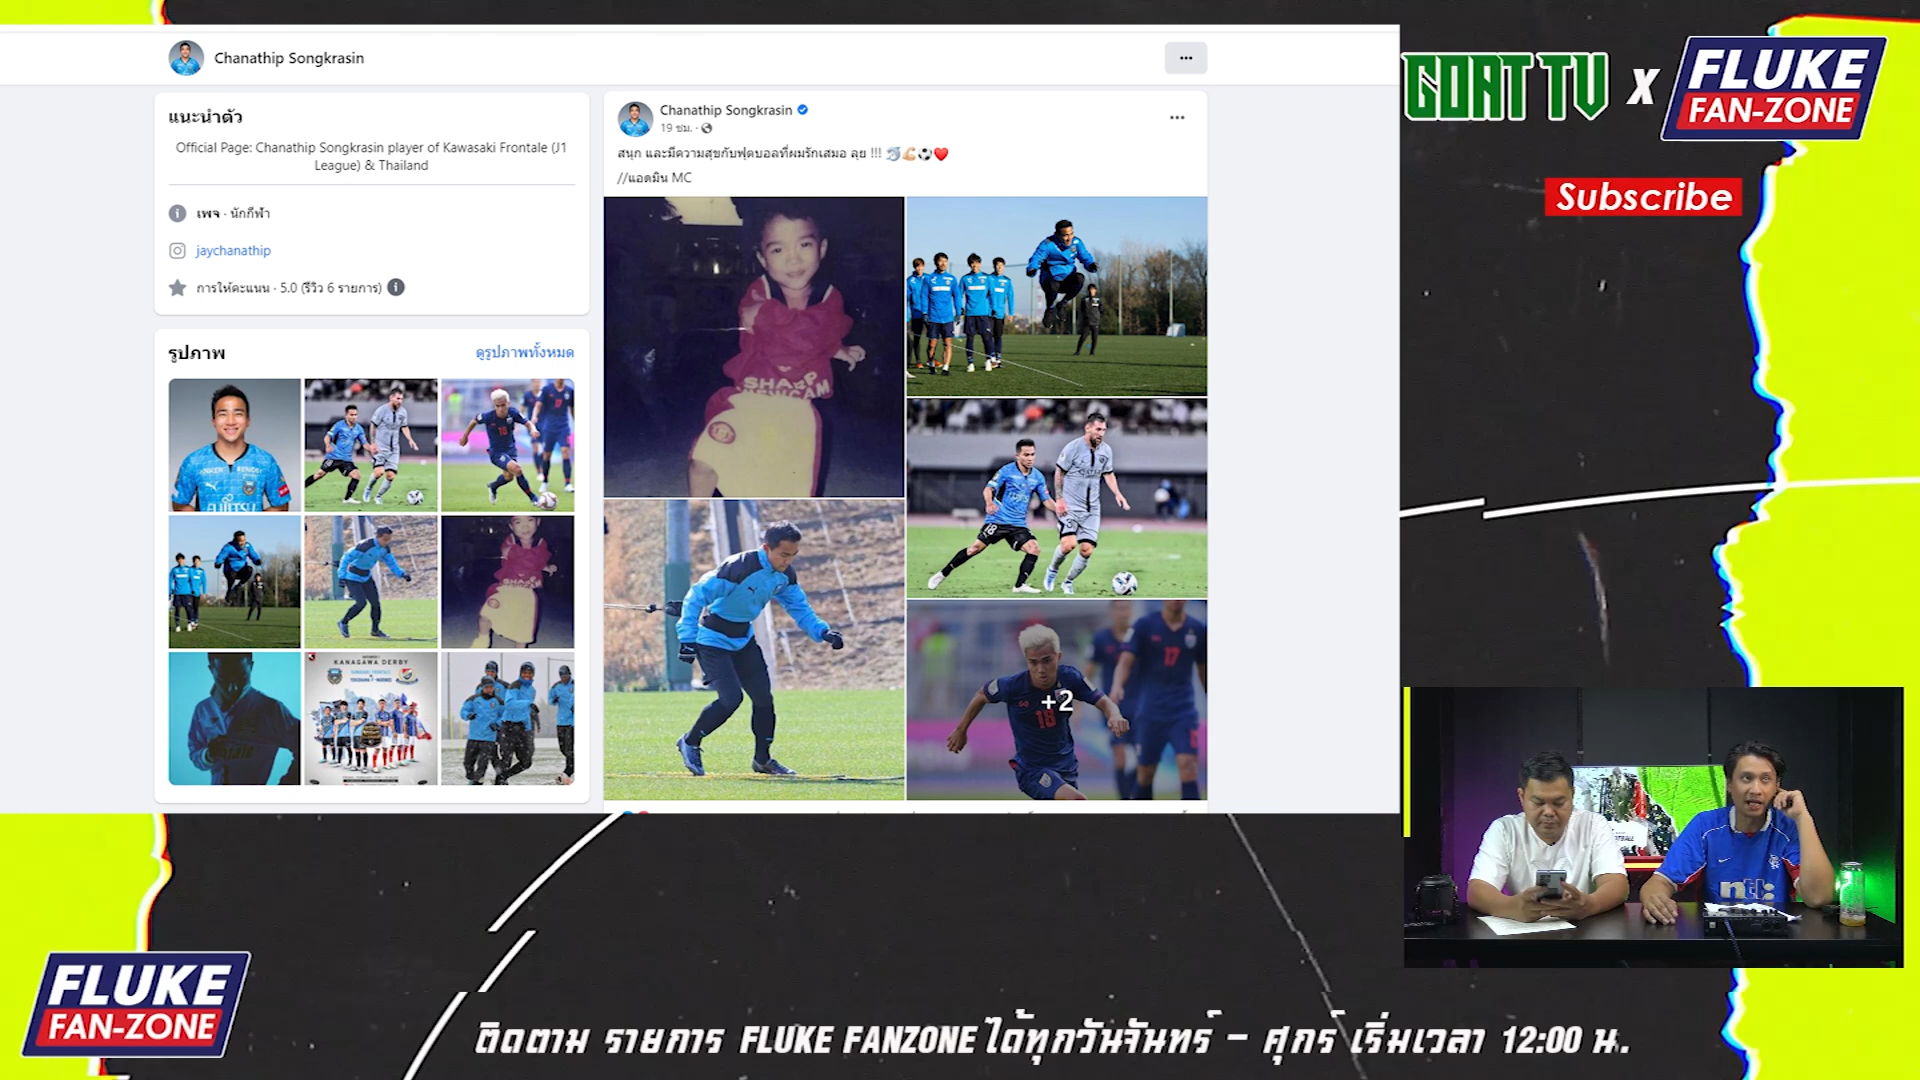 Chanathip Songkrasin
แนะนำตัว
Official Page: Chanathip Songkrasin player of Kawasaki Frontale (J1
League) & Thailand
เพจ · นักกีฬา
jaychanathip
การให้คะแนน · 5.0 (รีวิว 6 รายการ)
รูปภาพ
ดูรูปภาพทั้งหมด
KANAGAWA DERBY
Chanathip Songkrasin
19 ชม.
สนุก และมีความสุขกับฟุตบอลที่ผมรักเสมอ ลุย !!!
//แอดมิน MC
SHARP
VIEWCAM
18
17
+2
GOAT TV X FLUKE
FAN-ZONE
Subscribe
ntl:
FLUKE
FAN-ZONE
ติดตาม รายการ FLUKE FANZONE ได้ทุกวันจันทร์ - ศุกร์ เริ่มเวลา 12:00 น.